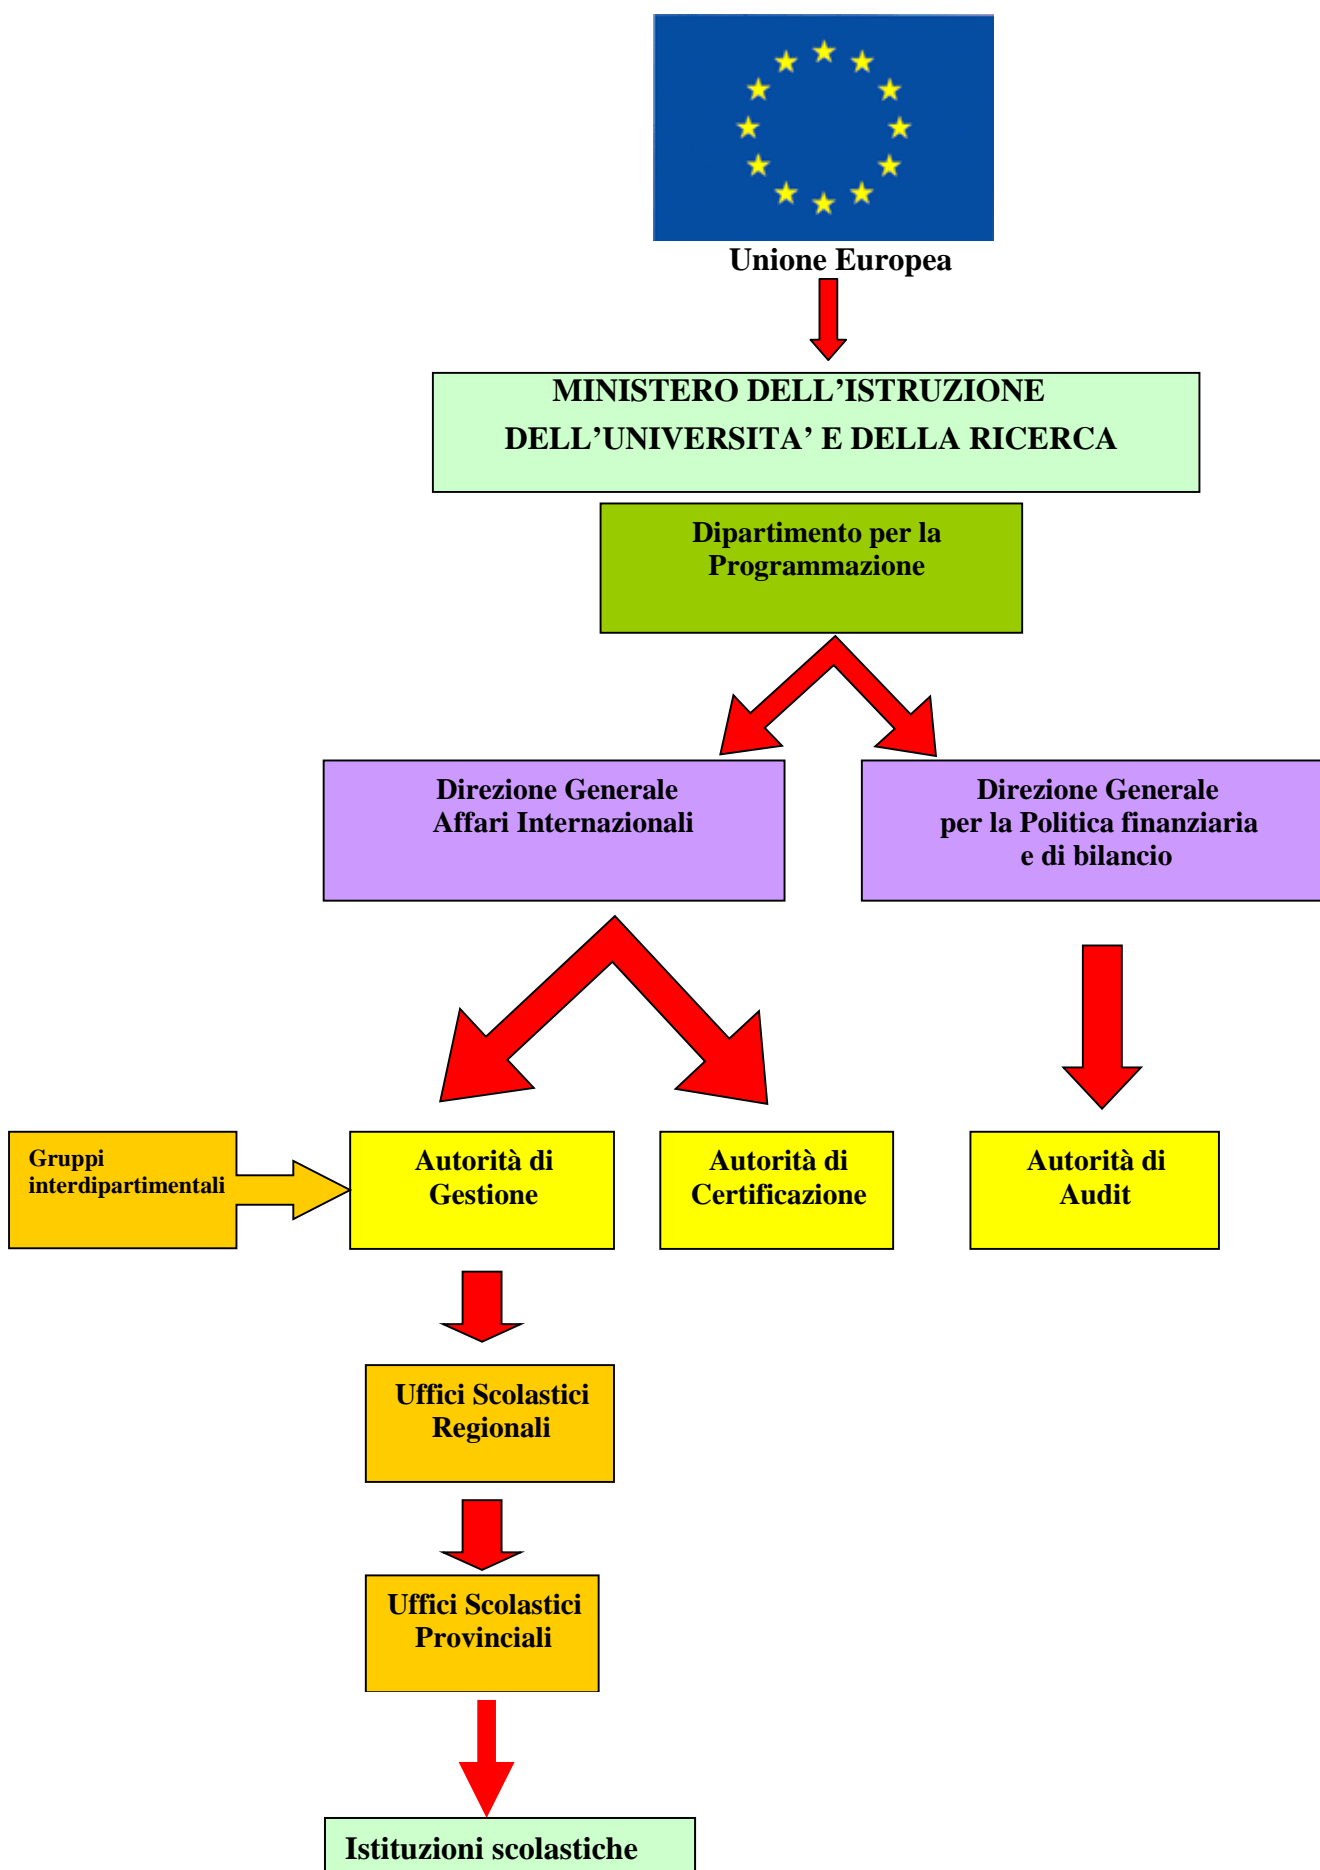 Unione Europea
MINISTERO DELL’ISTRUZIONE
DELL’UNIVERSITA’ E DELLA RICERCA
Dipartimento per la
Programmazione
Direzione Generale
Affari Internazionali
Direzione Generale
per la Politica finanziaria
e di bilancio
Gruppi
interdipartimentali
Autorità di
Gestione
Autorità di
Certificazione
Autorità di
Audit
Uffici Scolastici
Regionali
Uffici Scolastici
Provinciali
Istituzioni scolastiche